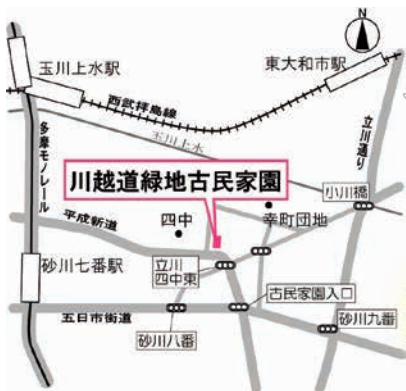 N
玉川上水駅
東大和市駅
西武拝島線
玉川上水
立川通り
多摩モノレール
川越道緑地古民家園
小川橋
平成新道
四中
幸町団地
砂川七番駅
立川
四中東
古民家園入口
五日市街道
砂川八番
砂川九番